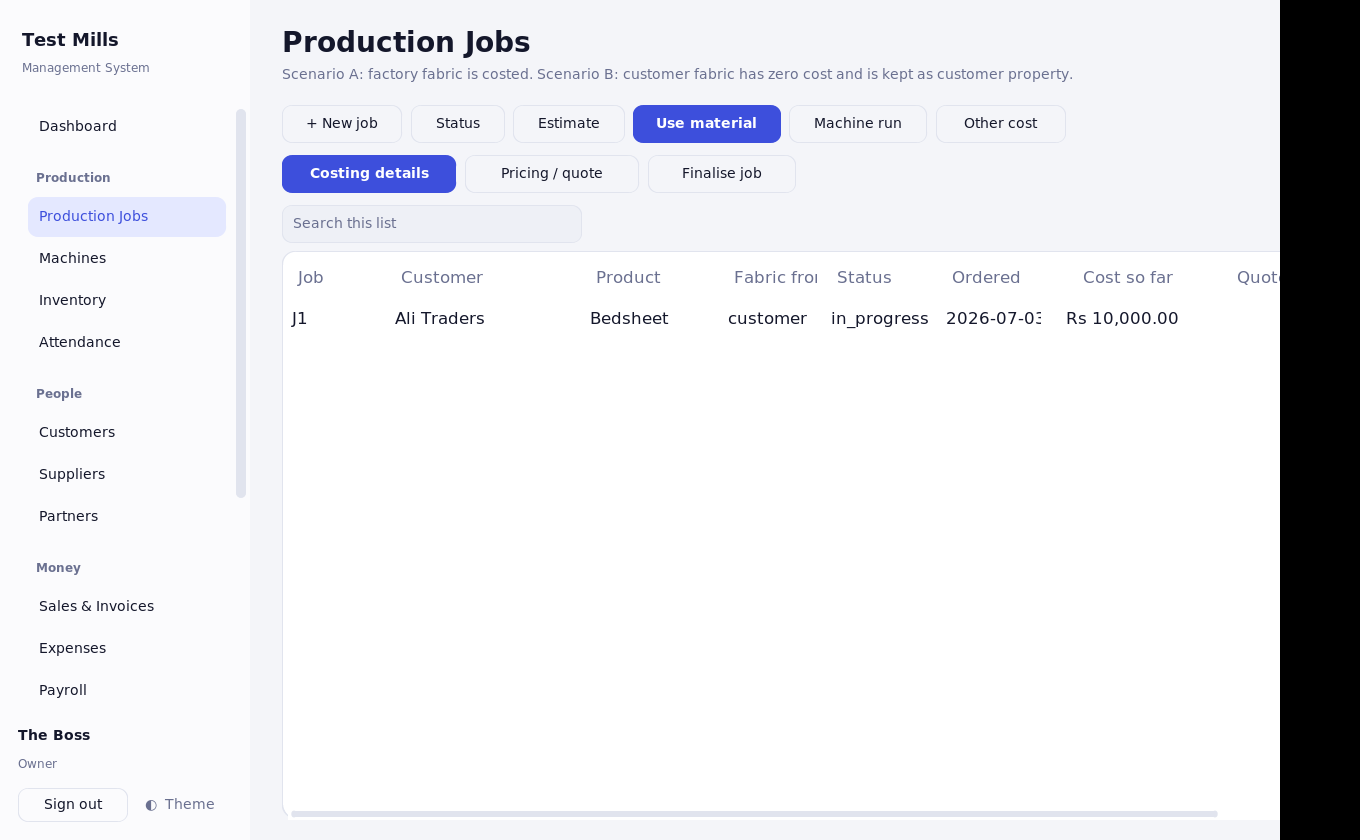 Test Mills
Management System
Dashboard
Production
Production Jobs
Machines
Inventory
Attendance
People
Customers
Suppliers
Partners
Money
Sales & Invoices
Expenses
Payroll
The Boss
Owner
Sign out
◐ Theme
Production Jobs
Scenario A: factory fabric is costed. Scenario B: customer fabric has zero cost and is kept as customer property.
+ New job Status Estimate Use material Machine run Other cost
Costing details Pricing / quote Finalise job
Search this list
Job Customer Product Fabric Status Ordered Cost so far
J1 Ali Traders Bedsheet customer in_progress 2026-07-03 Rs 10,000.00